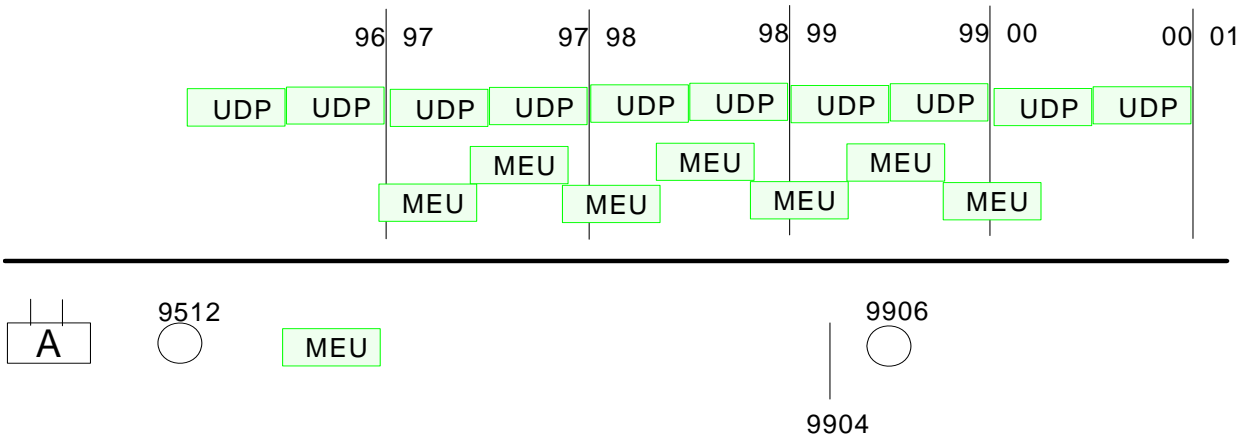 96 97 97 98 98 99 99 00 00 01
UDP UDP UDP UDP UDP UDP UDP UDP UDP UDP
MEU MEU MEU
MEU MEU MEU MEU
9512 9906
A MEU
9904